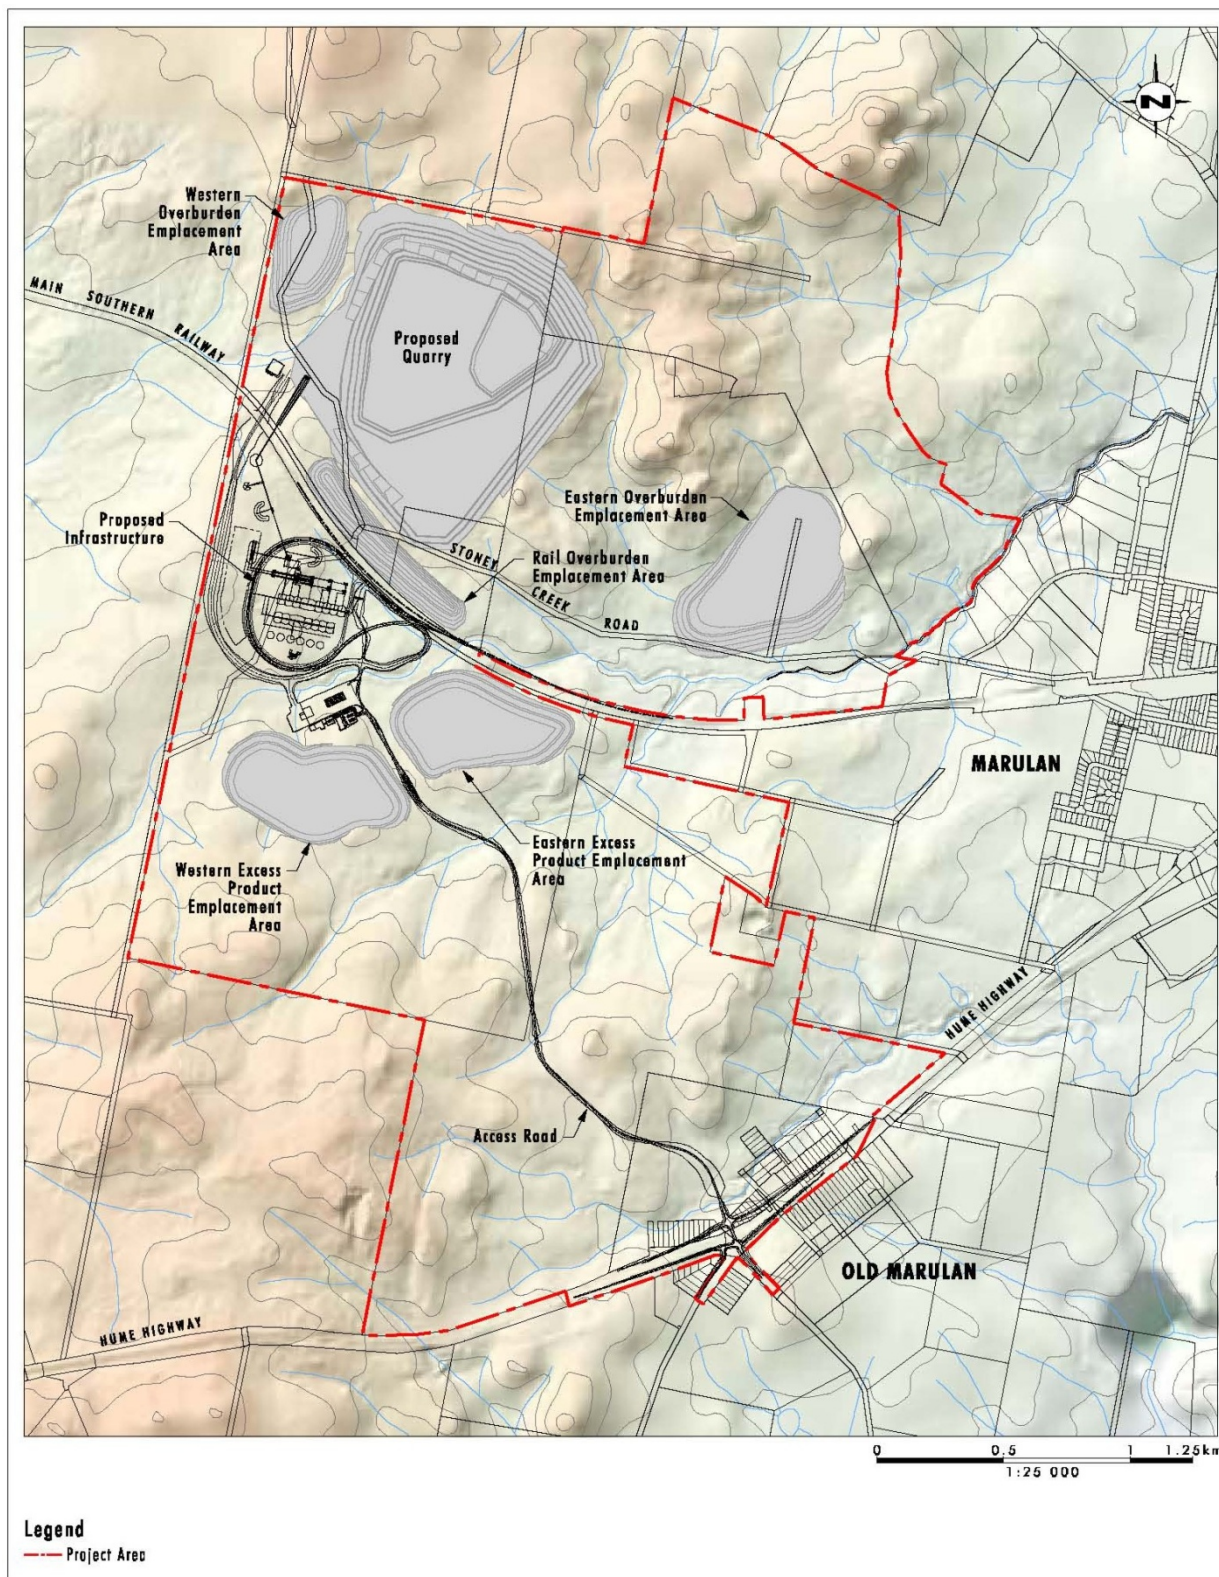 N
Western
Overburden
Emplacement
Area
MAIN SOUTHERN RAILWAY
Proposed
Quarry
Proposed
Infrastructure
Eastern Overburden
Emplacement Area
STONEY CREEK ROAD
Rail Overburden
Emplacement Area
MARULAN
Western Excess
Product
Emplacement
Area
Eastern Excess
Product Emplacement
Area
HUME HIGHWAY
Access Road
OLD MARULAN
HUME HIGHWAY
0 0.5 1 1.25km
1:25 000
Legend
Project Area